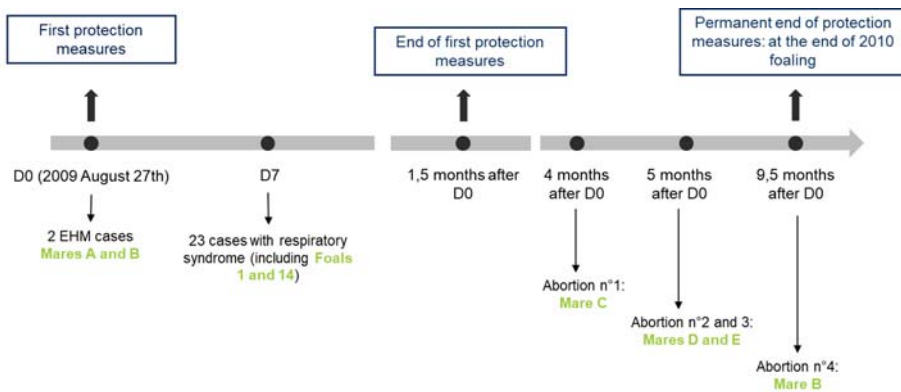 First protection
measures
End of first protection
measures
Permanent end of protection
measures: at the end of 2010
foaling
D0 (2009 August 27th)
D7
1,5 months after
D0
4 months
after D0
5 months
after D0
9,5 months
after D0
2 EHM cases
Mares A and B
23 cases with respiratory
syndrome (including Foals
1 and 14)
Abortion n°1:
Mare C
Abortion n°2 and 3:
Mares D and E
Abortion n°4:
Mare B